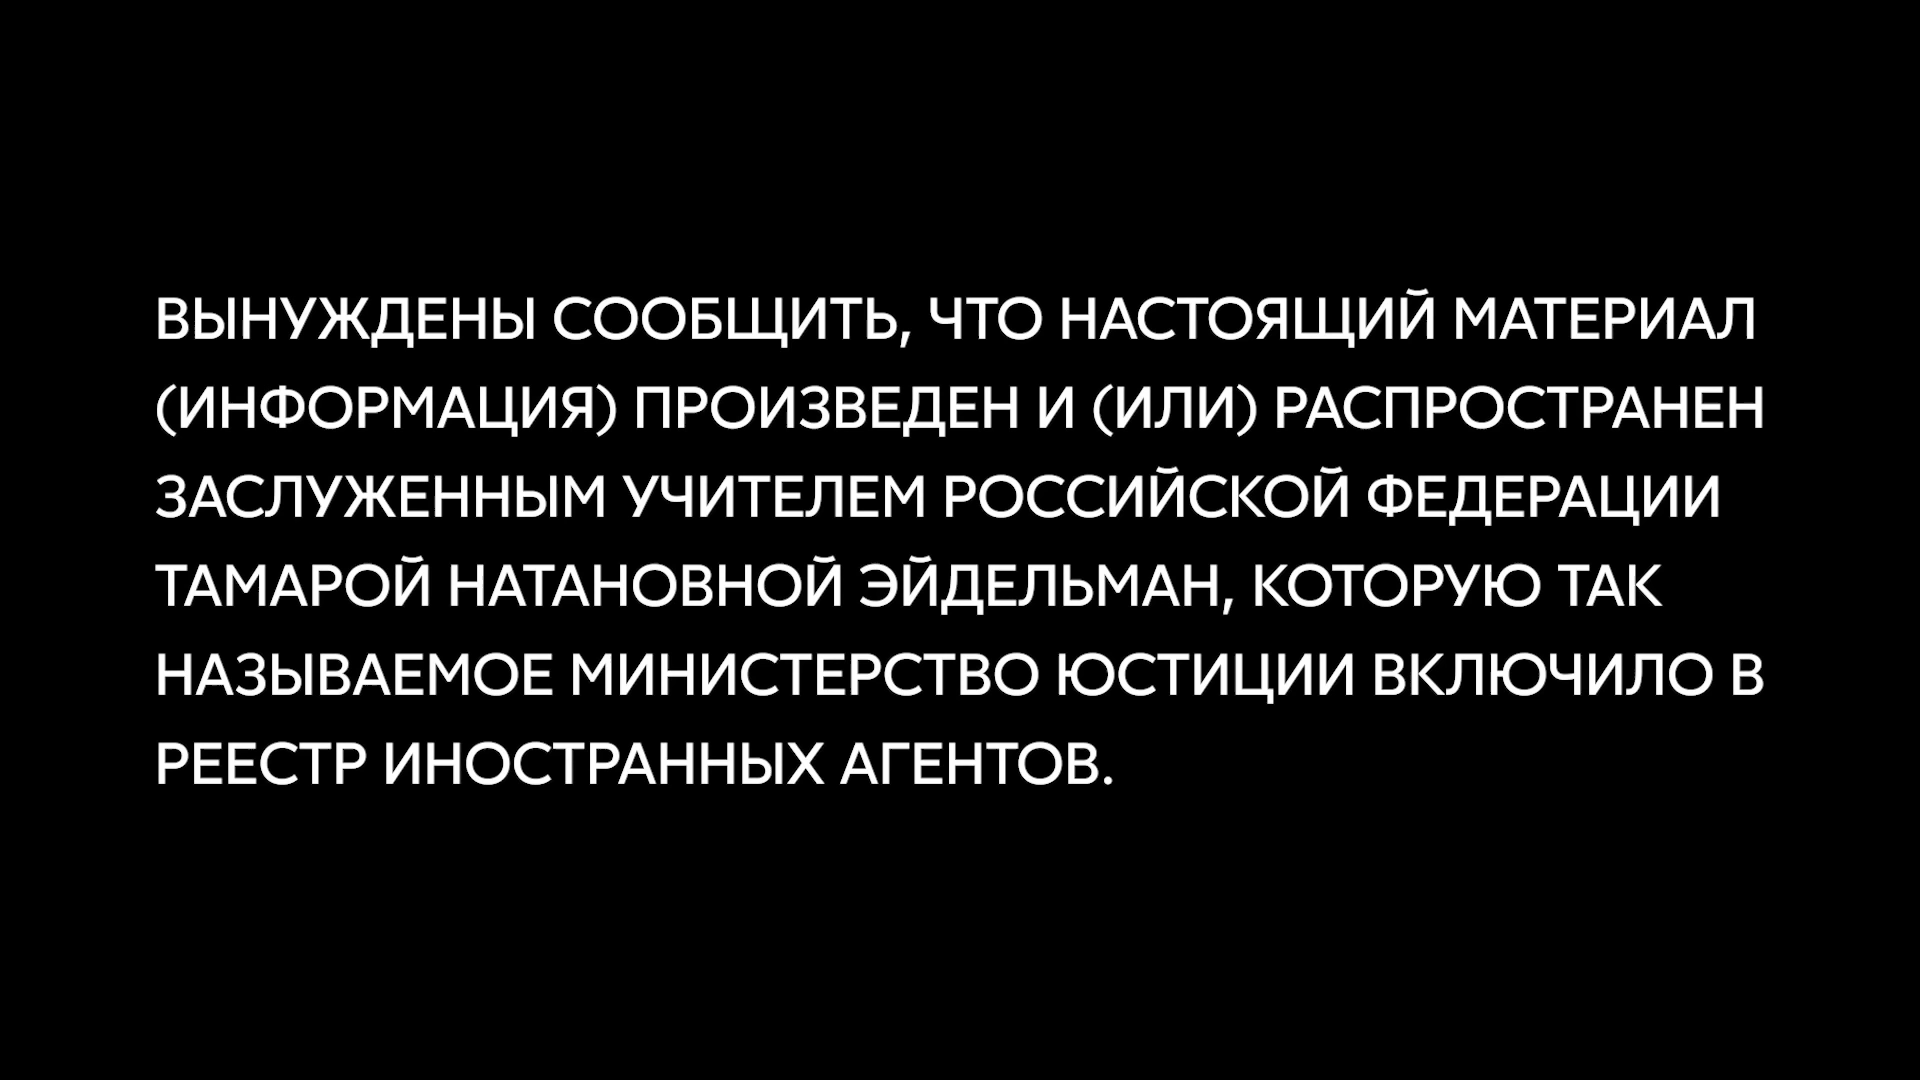 ВЫНУЖДЕНЫ СООБЩИТЬ, ЧТО НАСТОЯЩИЙ МАТЕРИАЛ
(ИНФОРМАЦИЯ) ПРОИЗВЕДЕН И (ИЛИ) РАСПРОСТРАНЕН
ЗАСЛУЖЕННЫМ УЧИТЕЛЕМ РОССИЙСКОЙ ФЕДЕРАЦИИ
ТАМАРОЙ НАТАНОВНОЙ ЭЙДЕЛЬМАН, КОТОРУЮ ТАК
НАЗЫВАЕМОЕ МИНИСТЕРСТВО ЮСТИЦИИ ВКЛЮЧИЛО В
РЕЕСТР ИНОСТРАННЫХ АГЕНТОВ.